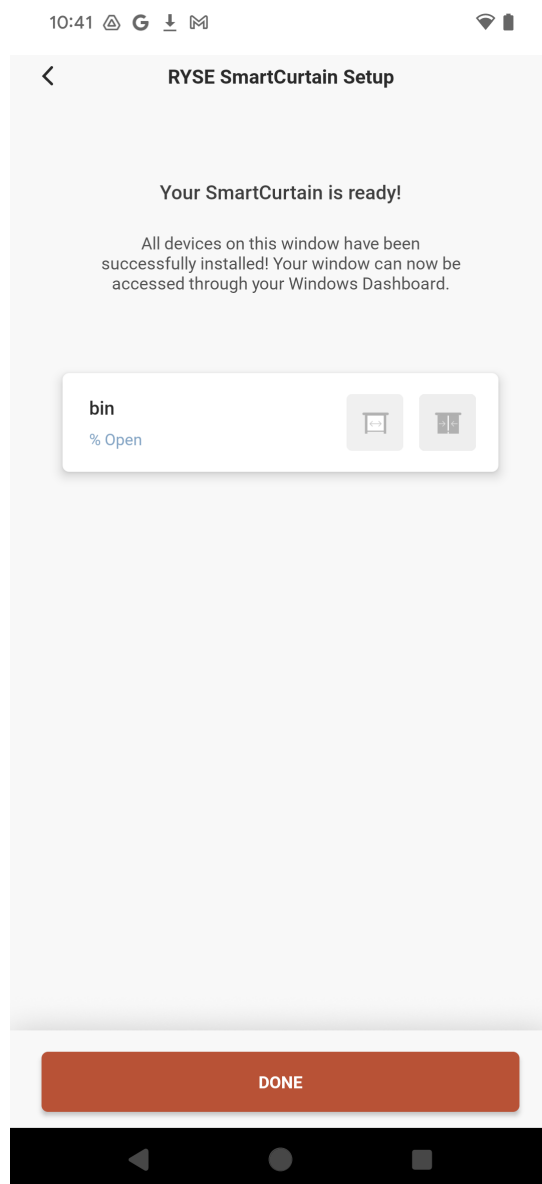 10:41
RYSE SmartCurtain Setup
Your SmartCurtain is ready!
All devices on this window have been
successfully installed! Your window can now be
accessed through your Windows Dashboard.
bin
% Open
DONE